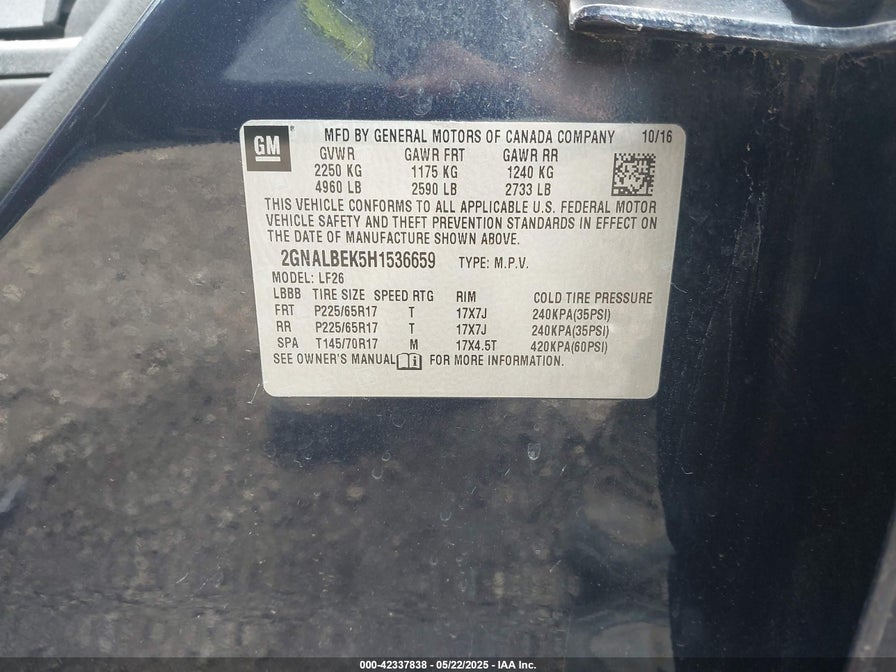 GM® MFD BY GENERAL MOTORS OF CANADA COMPANY 10/16
GVWR GAWR FRT GAWR RR
2250 KG 1175 KG 1240 KG
4960 LB 2590 LB 2733 LB
THIS VEHICLE CONFORMS TO ALL APPLICABLE U.S. FEDERAL MOTOR
VEHICLE SAFETY AND THEFT PREVENTION STANDARDS IN EFFECT ON
THE DATE OF MANUFACTURE SHOWN ABOVE.
2GNALBEK5H1536659 TYPE: M.P.V.
MODEL: LF26
LBBB TIRE SIZE SPEED RTG RIM COLD TIRE PRESSURE
FRT P225/65R17 T 17X7J 240KPA(35PSI)
RR P225/65R17 T 17X7J 240KPA(35PSI)
SPA T145/70R17 M 17X4.5T 420KPA(60PSI)
SEE OWNER'S MANUAL FOR MORE INFORMATION.
000-42337838 - 05/22/2025 - IAA Inc.